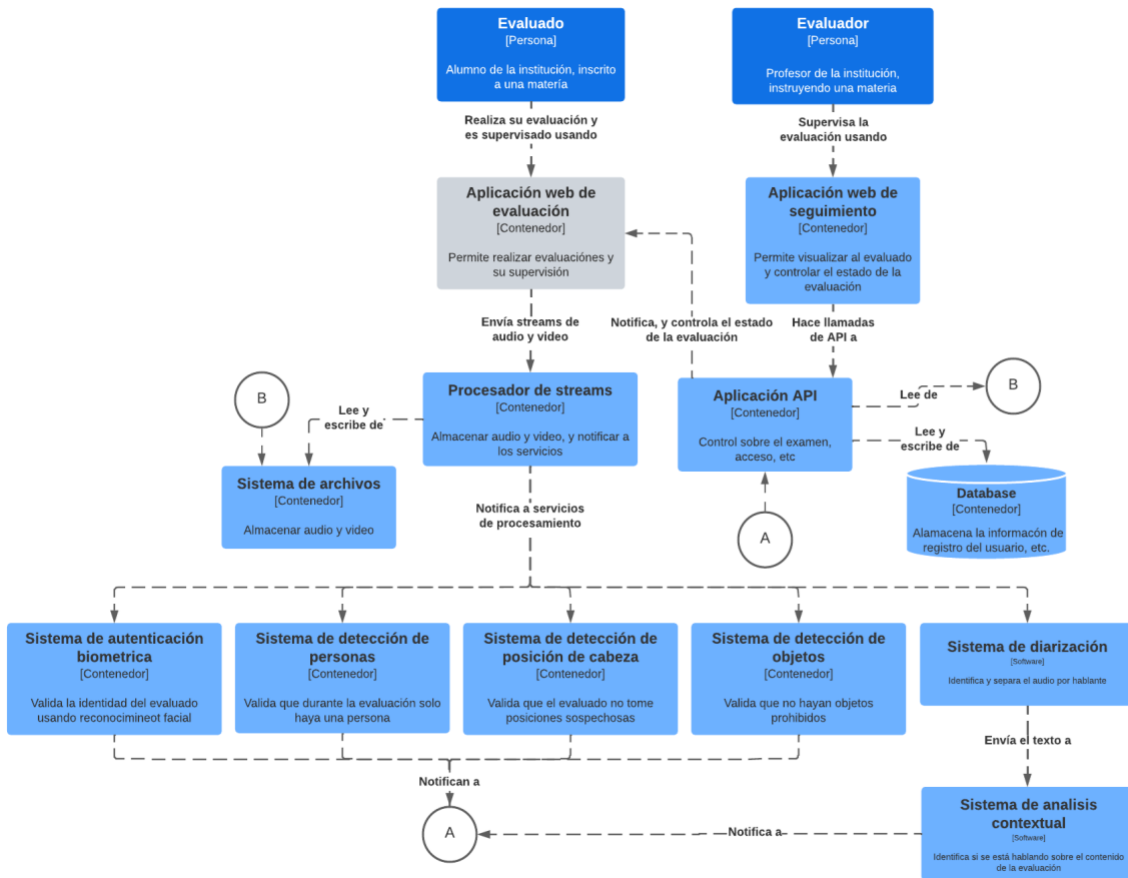 Evaluado
[Persona]
Alumno de la institución, inscrito
a una matería
Evaluador
[Persona]
Profesor de la institución,
instruyendo una materia
Realiza su evaluación y
es supervisado usando
Supervisa la
evaluación usando
Aplicación web de
evaluación
[Contenedor]
Permite realizar evaluaciónes y
su supervisión
Aplicación web de
seguimiento
[Contenedor]
Permite visualizar al evaluado
y controlar el estado de la
evaluación
Envía streams de
audio y video
Notifica, y controla el estado
de la evaluación
Hace llamadas
de API a
B
Lee y
escribe de
Procesador de streams
[Contenedor]
Almacenar audio y video, y notificar a
los servicios
Aplicación API
[Contenedor]
Control sobre el examen,
acceso, etc
Lee de
B
Lee y
escribe de
Sistema de archivos
[Contenedor]
Almacenar audio y video
Database
[Contenedor]
Alamacena la informacón de
registro del usuario, etc.
Notifica a servicios
de procesamiento
A
Sistema de autenticación
biometrica
[Contenedor]
Valida la identidad del evaluado
usando reconocimineot facial
Sistema de detección de
personas
[Contenedor]
Valida que durante la evaluación solo
haya una persona
Sistema de detección de
posición de cabeza
[Contenedor]
Valida que el evaluado no tome
posiciones sospechosas
Sistema de detección de
objetos
[Contenedor]
Valida que no hayan objetos
prohibidos
Sistema de diarización
[Software]
Identifica y separa el audio por hablante
Envía el texto a
Notifican a
A
Notifica a
Sistema de analisis
contextual
[Software]
Identifica si se está hablando sobre el contenido
de la evaluación